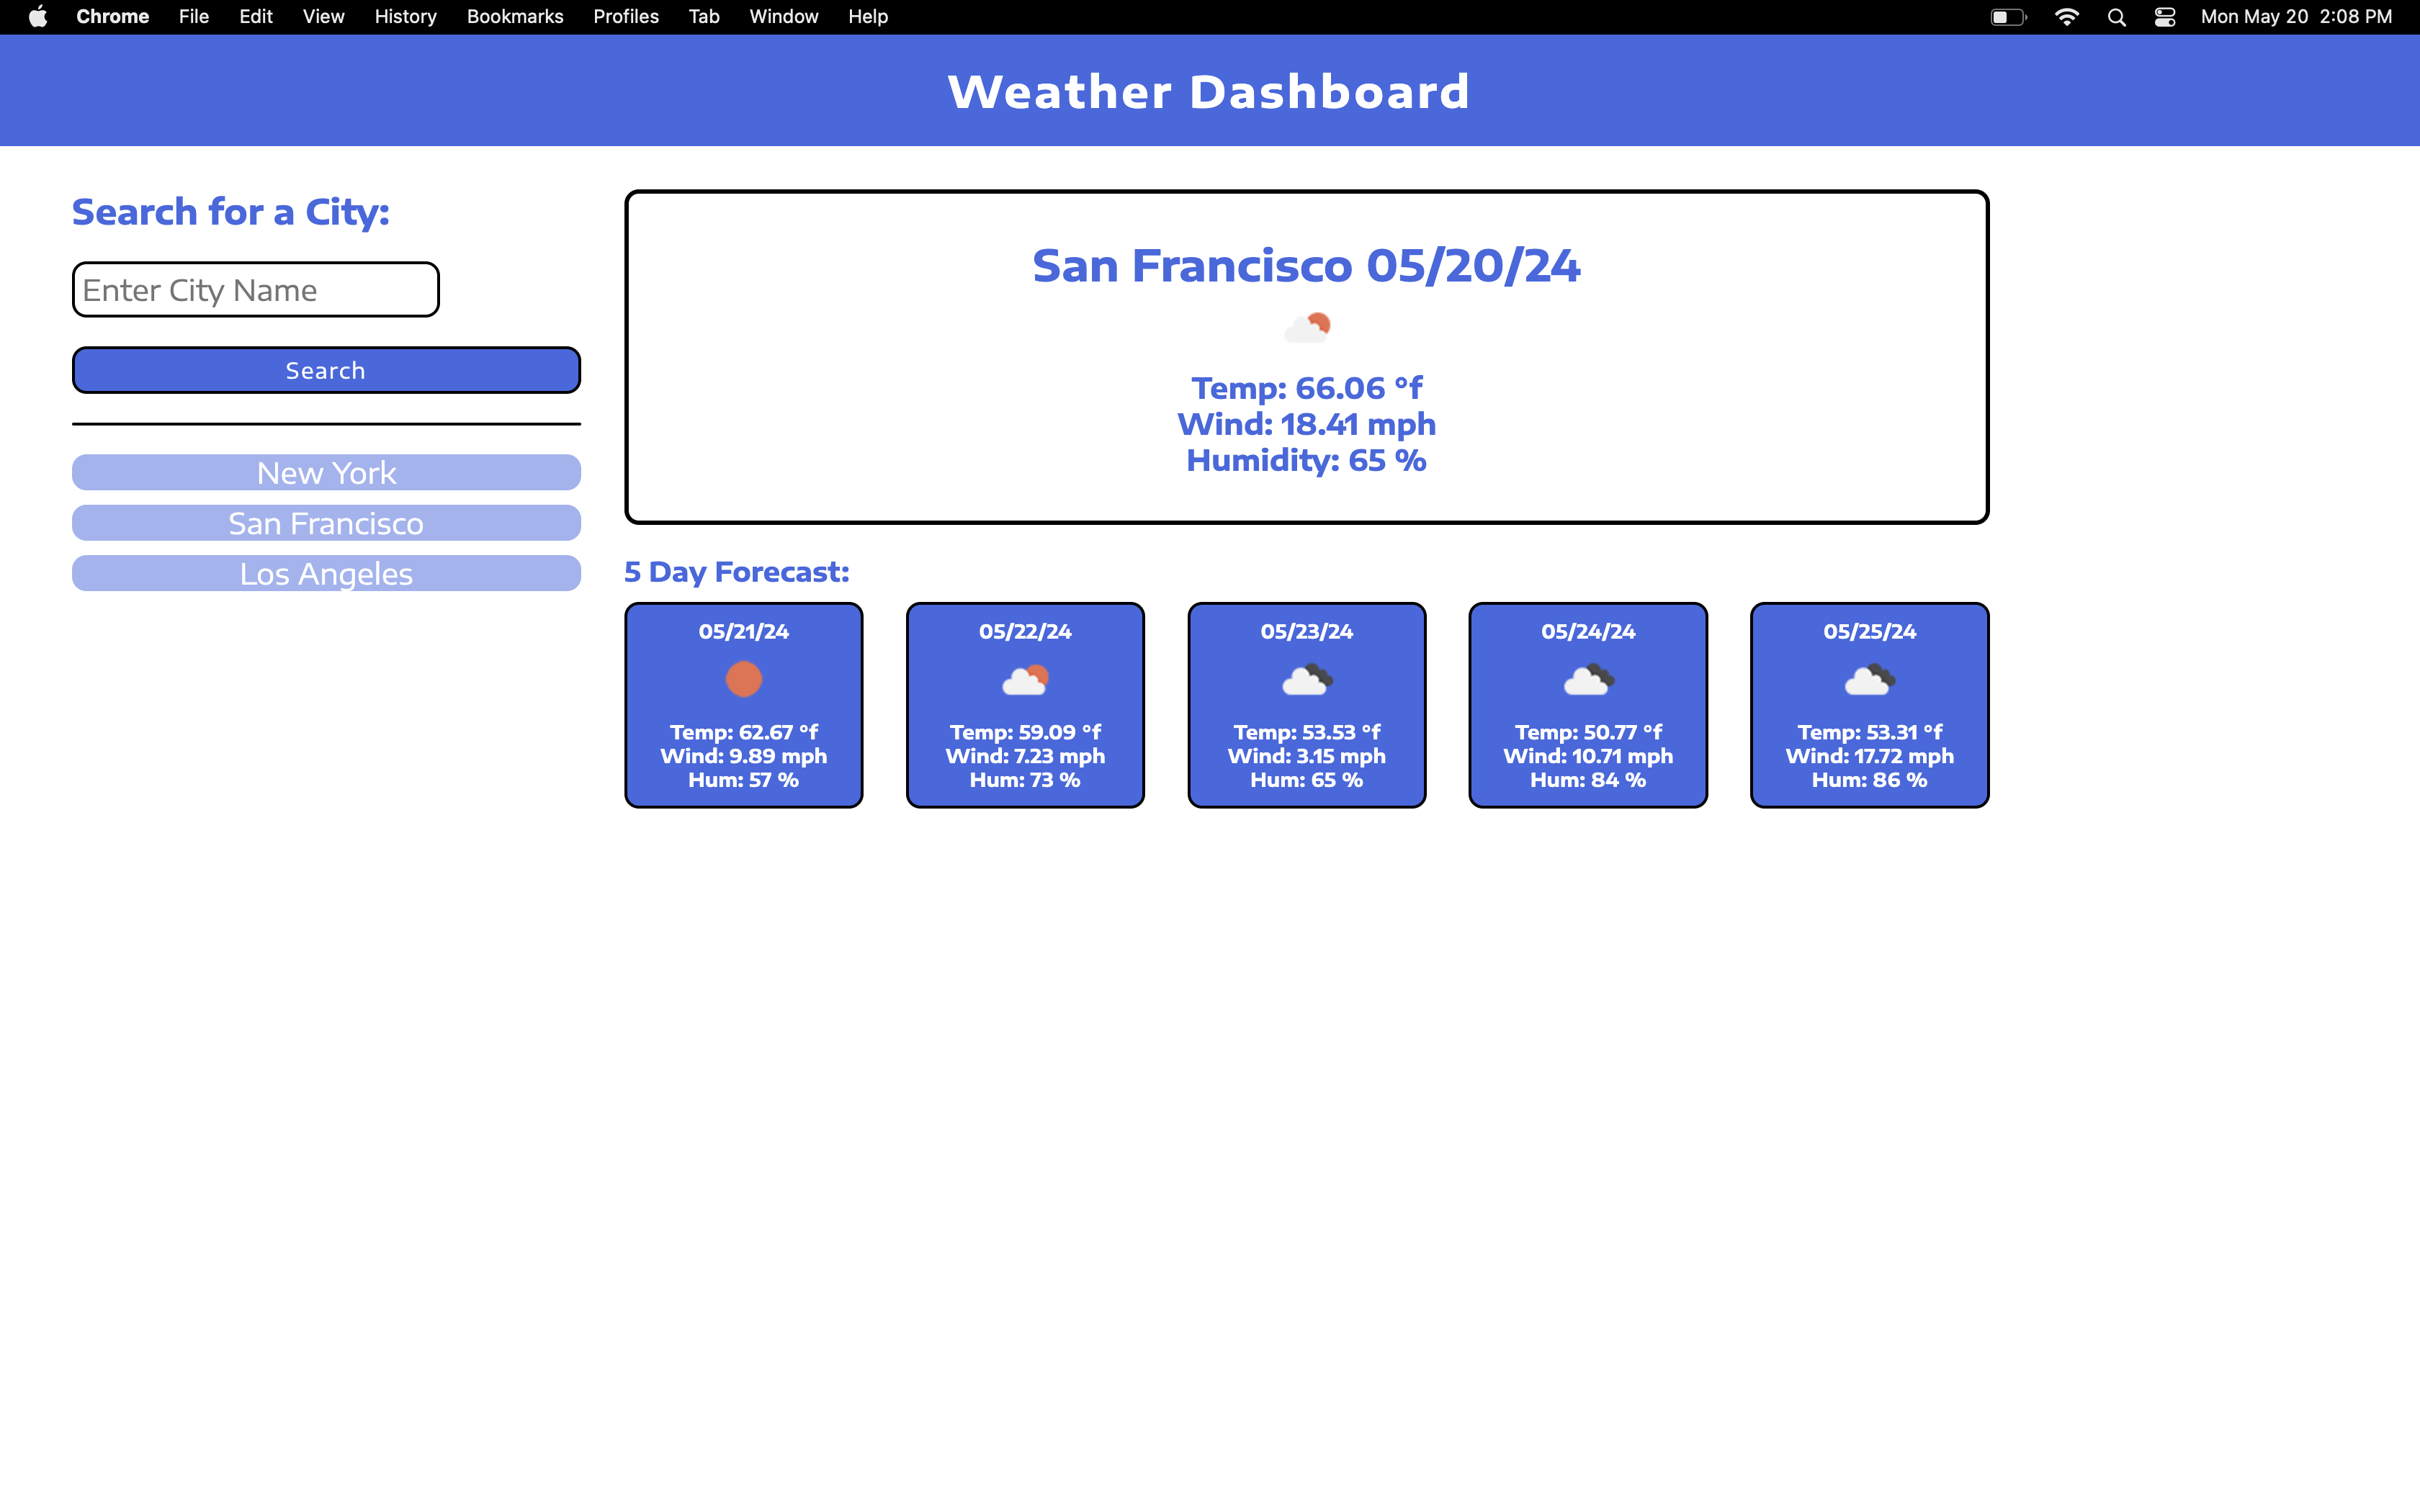 Chrome File Edit View History Bookmarks Profiles Tab Window Help Mon May 20 2:08 PM
Weather Dashboard
Search for a City:
Enter City Name
Search
New York
San Francisco
Los Angeles
San Francisco 05/20/24
Temp: 66.06 °f
Wind: 18.41 mph
Humidity: 65 %
5 Day Forecast:
05/21/24
Temp: 62.67 °f
Wind: 9.89 mph
Hum: 57 %
05/22/24
Temp: 59.09 °f
Wind: 7.23 mph
Hum: 73 %
05/23/24
Temp: 53.53 °f
Wind: 3.15 mph
Hum: 65 %
05/24/24
Temp: 50.77 °f
Wind: 10.71 mph
Hum: 84 %
05/25/24
Temp: 53.31 °f
Wind: 17.72 mph
Hum: 86 %